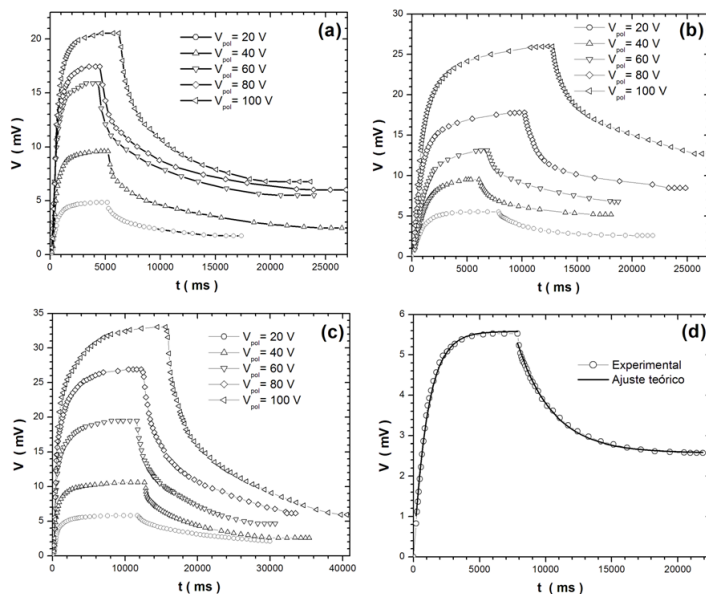 (a)
V_pol = 20 V
V_pol = 40 V
V_pol = 60 V
V_pol = 80 V
V_pol = 100 V
20
15
10
5
0
V ( mV )
0 5000 10000 15000 20000 25000
t ( ms )
(b)
V_pol = 20 V
V_pol = 40 V
V_pol = 60 V
V_pol = 80 V
V_pol = 100 V
30
25
20
15
10
5
0
V ( mV )
0 5000 10000 15000 20000 25000
t ( ms )
(c)
V_pol = 20 V
V_pol = 40 V
V_pol = 60 V
V_pol = 80 V
V_pol = 100 V
35
30
25
20
15
10
5
0
V ( mV )
0 10000 20000 30000 40000
t ( ms )
(d)
Experimental
Ajuste teórico
6
5
4
3
2
1
0
V ( mV )
0 5000 10000 15000 20000
t ( ms )